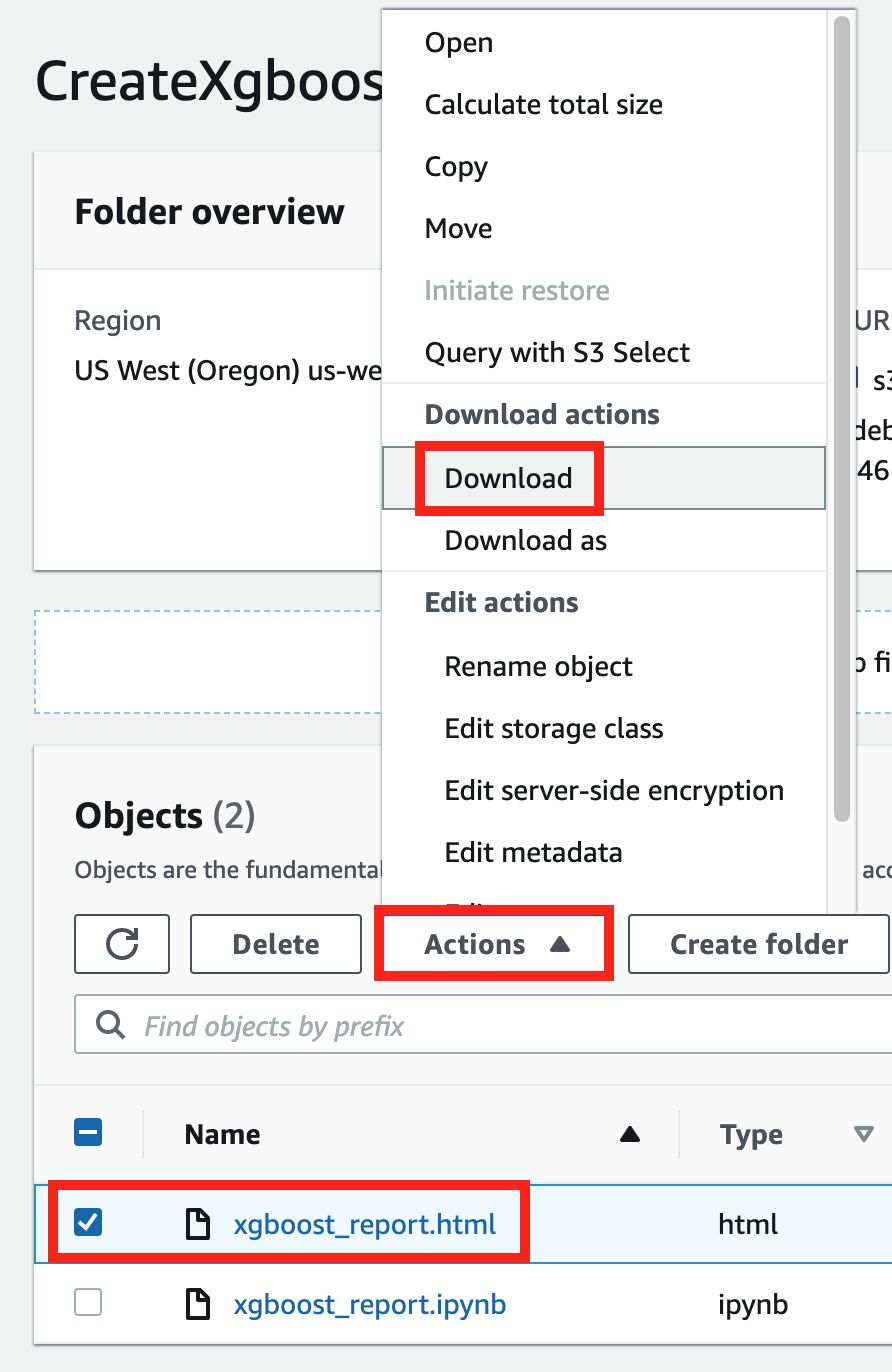 CreateXgboos
Open
Calculate total size
Copy
Move
Initiate restore
Query with S3 Select
Download actions
Download
Download as
Edit actions
Rename object
Edit storage class
Edit server-side encryption
Edit metadata
Folder overview
Region
US West (Oregon) us-we
UR
s3
deb
46
Objects (2)
Objects are the fundamental
acc
Delete
Actions
Create folder
Find objects by prefix
Name
Type
xgboost_report.html
html
xgboost_report.ipynb
ipynb